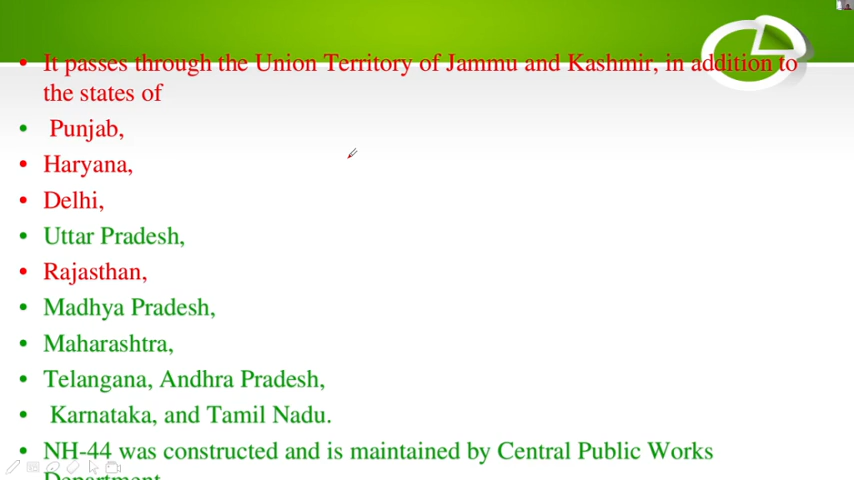 • It passes through the Union Territory of Jammu and Kashmir, in addition to
the states of
• Punjab,
• Haryana,
• Delhi,
• Uttar Pradesh,
• Rajasthan,
• Madhya Pradesh,
• Maharashtra,
• Telangana, Andhra Pradesh,
• Karnataka, and Tamil Nadu.
• NH-44 was constructed and is maintained by Central Public Works
Department